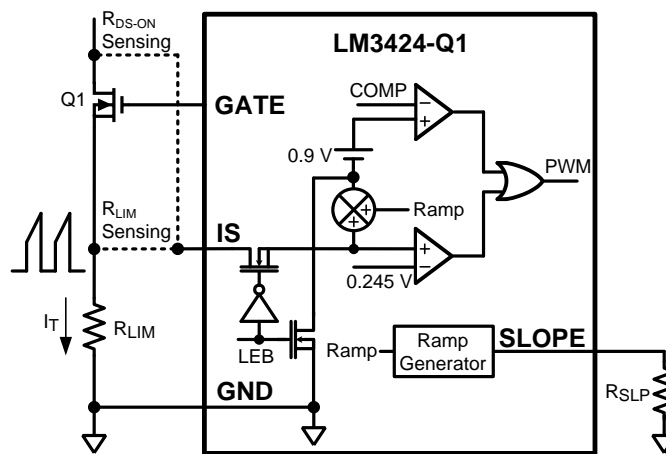 R_DS-ON
Sensing
LM3424-Q1
COMP
Q1
GATE
0.9 V
PWM
R_LIM
Sensing
IS
Ramp
0.245 V
I_T
R_LIM
LEB
Ramp
Ramp
Generator
SLOPE
GND
R_SLP
−
+
+
+
+
−